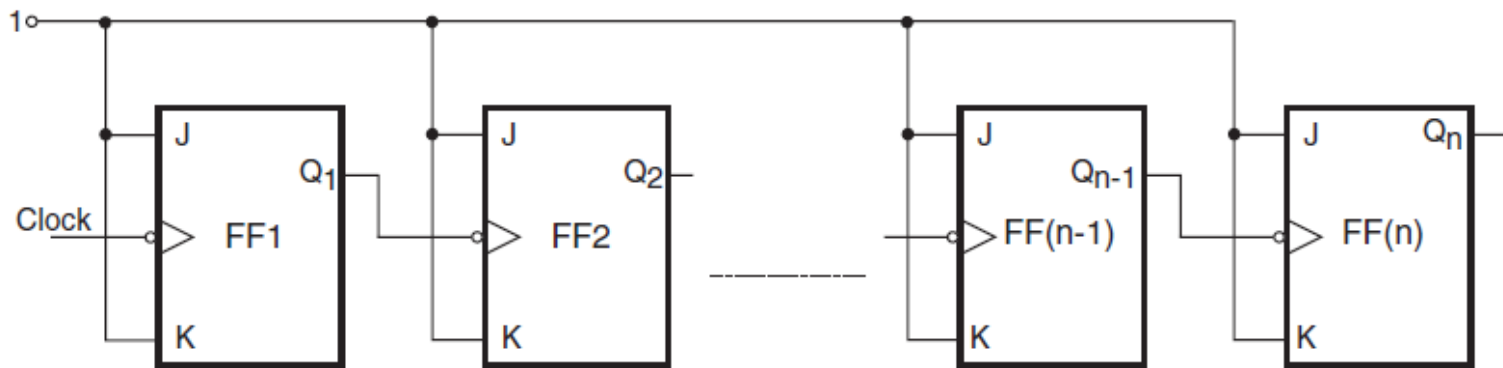 1
J J J J Qn
Q1 Q2 Qn-1
Clock FF1 FF2 FF(n-1) FF(n)
K K K K